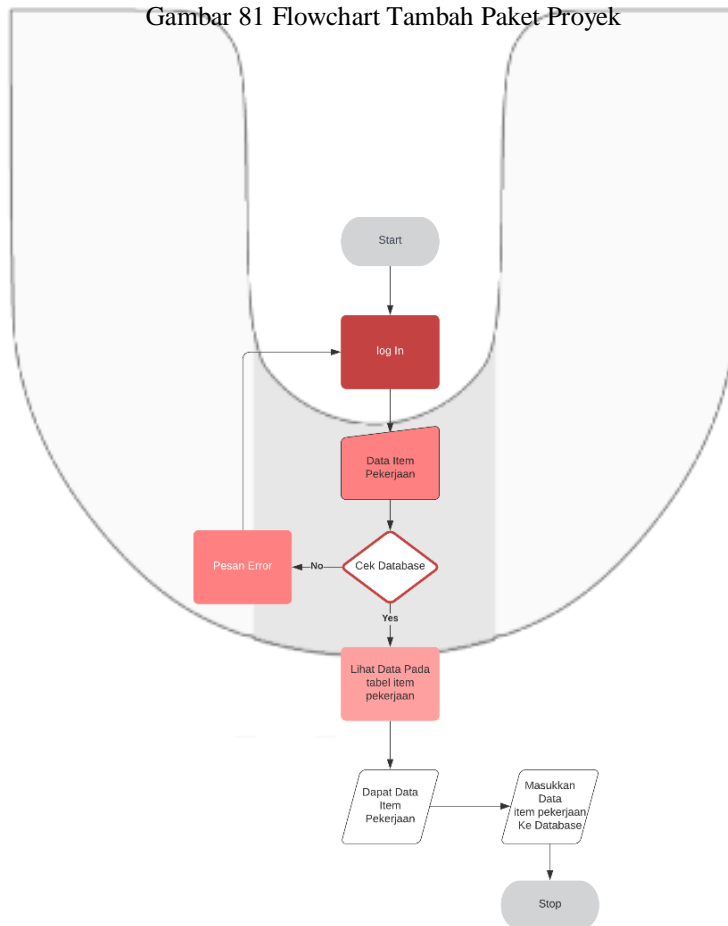 Gambar 81 Flowchart Tambah Paket Proyek
Start
log In
Data Item
Pekerjaan
Pesan Error
No
Cek Database
Yes
Lihat Data Pada
tabel item
pekerjaan
Dapat Data
Item
Pekerjaan
Masukkan
Data
item pekerjaan
Ke Database
Stop